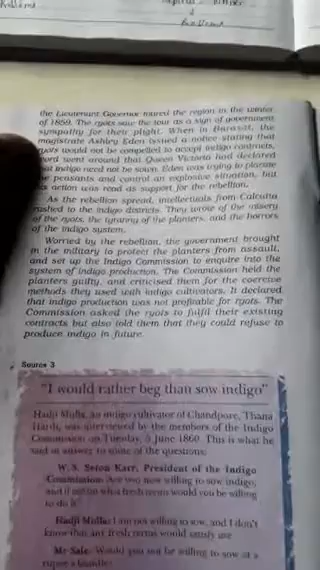 the Lieutenant Governor toured the region in the winter
of 1859. The ryots saw the tour as a sign of government
sympathy for their plight. When in Barasat, the
magistrate Ashley Eden issued a notice stating that
ryots would not be compelled to accept indigo contracts,
word went around that Queen Victoria had declared
that indigo need not be sown. Eden was trying to placate
the peasants and control an explosive situation, but
his action was read as support for the rebellion.
As the rebellion spread, intellectuals from Calcutta
rushed to the indigo districts. They wrote of the misery
of the ryots, the tyranny of the planters, and the horrors
of the indigo system.
Worried by the rebellion, the government brought
in the military to protect the planters from assault,
and set up the Indigo Commission to enquire into the
system of indigo production. The Commission held the
planters guilty, and criticised them for the coercive
methods they used with indigo cultivators. It declared
that indigo production was not profitable for ryots. The
Commission asked the ryots to fulfil their existing
contracts but also told them that they could refuse to
produce indigo in future.
Source 3
"I would rather beg than sow indigo"
Hadji Mulla, an indigo cultivator of Chandpore, Thana
Hardi, was interviewed by the members of the Indigo
Commission on Tuesday, 5 June 1860. This is what he
said in answer to some of the questions:
W.S. Seton Karr, President of the Indigo
Commission: Are you now willing to sow indigo;
and if not on what fresh terms would you be willing
to do it?
Hadji Mulla: I am not willing to sow, and I don't
know that any fresh terms would satisfy me
Mr Sale: Would you not be willing to sow at a
rupee a bundle?